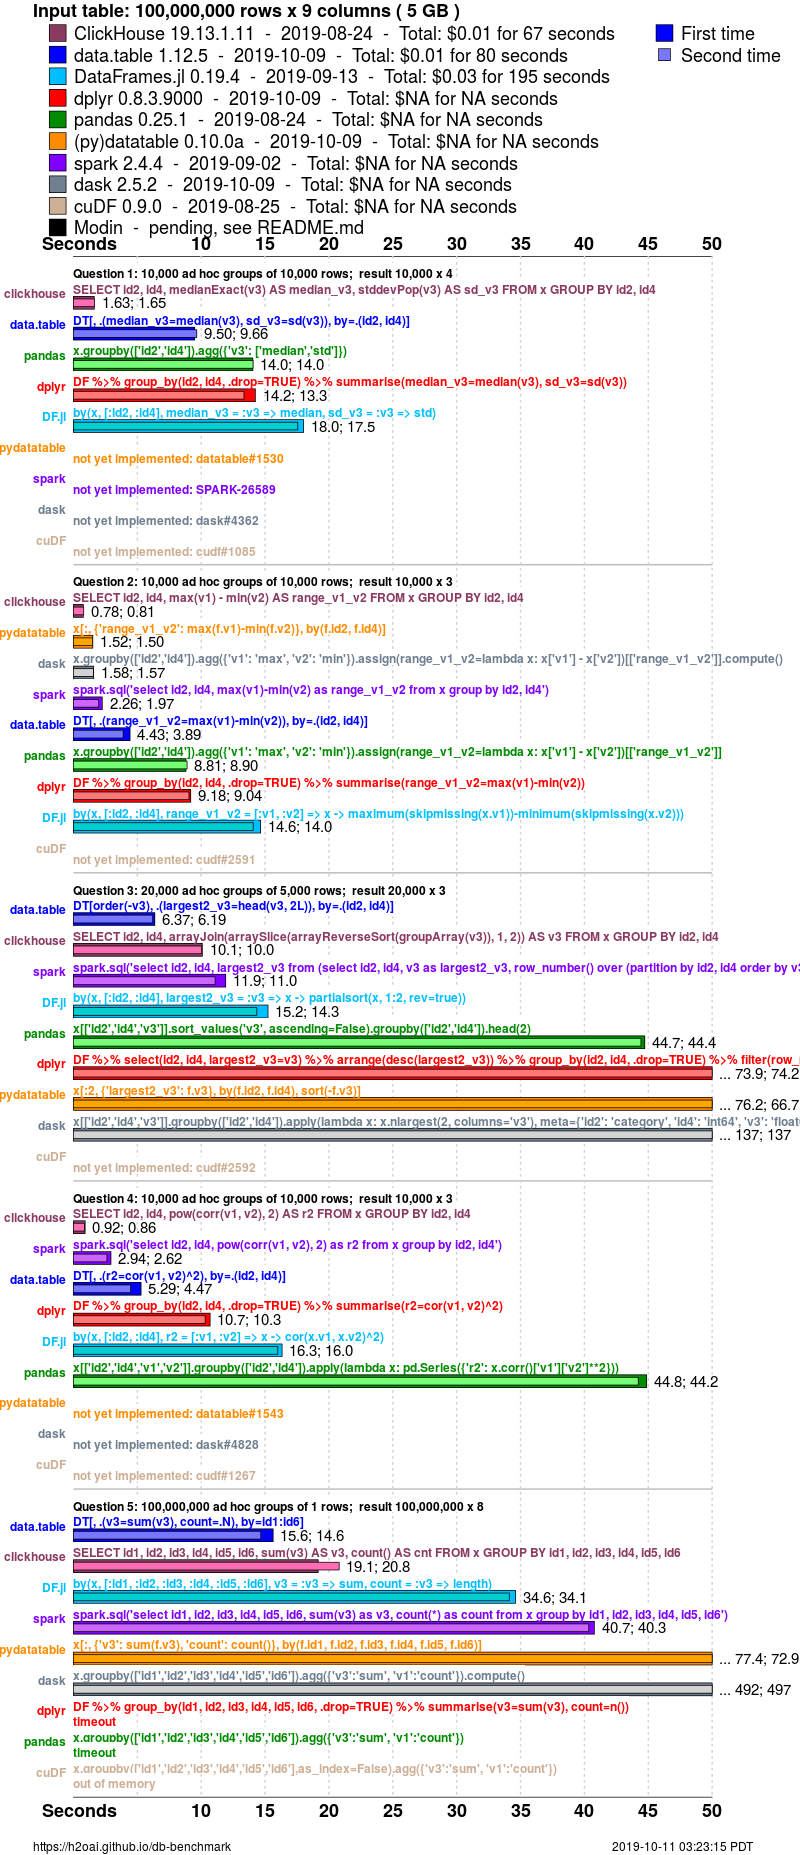 Input table: 100,000,000 rows x 9 columns ( 5 GB )
ClickHouse 19.13.1.11 - 2019-08-24 - Total: $0.01 for 67 seconds
First time
data.table 1.12.5 - 2019-10-09 - Total: $0.01 for 80 seconds
Second time
DataFrames.jl 0.19.4 - 2019-09-13 - Total: $0.03 for 195 seconds
dplyr 0.8.3.9000 - 2019-10-09 - Total: $NA for NA seconds
pandas 0.25.1 - 2019-08-24 - Total: $NA for NA seconds
(py)datatable 0.10.0a - 2019-10-09 - Total: $NA for NA seconds
spark 2.4.4 - 2019-09-02 - Total: $NA for NA seconds
dask 2.5.2 - 2019-10-09 - Total: $NA for NA seconds
cuDF 0.9.0 - 2019-08-25 - Total: $NA for NA seconds
Modin - pending, see README.md
Seconds 10 15 20 25 30 35 40 45 50
Question 1: 10,000 ad hoc groups of 10,000 rows; result 10,000 x 4
clickhouse SELECT id2, id4, medianExact(v3) AS median_v3, stddevPop(v3) AS sd_v3 FROM x GROUP BY id2, id4
1.63; 1.65
data.table DT[, .(median_v3=median(v3), sd_v3=sd(v3)), by=.(id2, id4)]
9.50; 9.66
pandas x.groupby(['id2','id4']).agg({'v3': ['median','std']})
14.0; 14.0
dplyr DF %>% group_by(id2, id4, .drop=TRUE) %>% summarise(median_v3=median(v3), sd_v3=sd(v3))
14.2; 13.3
DF.jl by(x, [:id2, :id4], median_v3 = :v3 => median, sd_v3 = :v3 => std)
18.0; 17.5
pydatatable
not yet implemented: datatable#1530
spark
not yet implemented: SPARK-26589
dask
not yet implemented: dask#4362
cuDF
not yet implemented: cudf#1085
Question 2: 10,000 ad hoc groups of 10,000 rows; result 10,000 x 3
clickhouse SELECT id2, id4, max(v1) - min(v2) AS range_v1_v2 FROM x GROUP BY id2, id4
0.78; 0.81
pydatatable x[:, {'range_v1_v2': max(f.v1)-min(f.v2)}, by(f.id2, f.id4)]
1.52; 1.50
dask x.groupby(['id2','id4']).agg({'v1': 'max', 'v2': 'min'}).assign(range_v1_v2=lambda x: x['v1'] - x['v2'])[['range_v1_v2']].compute()
1.58; 1.57
spark spark.sql('select id2, id4, max(v1)-min(v2) as range_v1_v2 from x group by id2, id4')
2.26; 1.97
data.table DT[, .(range_v1_v2=max(v1)-min(v2)), by=.(id2, id4)]
4.43; 3.89
pandas x.groupby(['id2','id4']).agg({'v1': 'max', 'v2': 'min'}).assign(range_v1_v2=lambda x: x['v1'] - x['v2'])[['range_v1_v2']]
8.81; 8.90
dplyr DF %>% group_by(id2, id4, .drop=TRUE) %>% summarise(range_v1_v2=max(v1)-min(v2))
9.18; 9.04
DF.jl by(x, [:id2, :id4], range_v1_v2 = [:v1, :v2] => x -> maximum(skipmissing(x.v1))-minimum(skipmissing(x.v2)))
14.6; 14.0
cuDF
not yet implemented: cudf#2591
Question 3: 20,000 ad hoc groups of 5,000 rows; result 20,000 x 3
data.table DT[order(-v3), .(largest2_v3=head(v3, 2L)), by=.(id2, id4)]
6.37; 6.19
clickhouse SELECT id2, id4, arrayJoin(arraySlice(arrayReverseSort(groupArray(v3)), 1, 2)) AS v3 FROM x GROUP BY id2, id4
10.1; 10.0
spark spark.sql('select id2, id4, largest2_v3 from (select id2, id4, v3 as largest2_v3, row_number() over (partition by id2, id4 order by v3
11.9; 11.0
DF.jl by(x, [:id2, :id4], largest2_v3 = :v3 => x -> partialsort(x, 1:2, rev=true))
15.2; 14.3
pandas x[['id2','id4','v3']].sort_values('v3', ascending=False).groupby(['id2','id4']).head(2)
44.7; 44.4
dplyr DF %>% select(id2, id4, largest2_v3=v3) %>% arrange(desc(largest2_v3)) %>% group_by(id2, id4, .drop=TRUE) %>% filter(row_
... 73.9; 74.2
pydatatable x[:2, {'largest2_v3': f.v3}, by(f.id2, f.id4), sort(-f.v3)]
... 76.2; 66.7
dask x[['id2','id4','v3']].groupby(['id2','id4']).apply(lambda x: x.nlargest(2, columns='v3'), meta={'id2': 'category', 'id4': 'int64', 'v3': 'float
... 137; 137
cuDF
not yet implemented: cudf#2592
Question 4: 10,000 ad hoc groups of 10,000 rows; result 10,000 x 3
clickhouse SELECT id2, id4, pow(corr(v1, v2), 2) AS r2 FROM x GROUP BY id2, id4
0.92; 0.86
spark spark.sql('select id2, id4, pow(corr(v1, v2), 2) as r2 from x group by id2, id4')
2.94; 2.62
data.table DT[, .(r2=cor(v1, v2)^2), by=.(id2, id4)]
5.29; 4.47
dplyr DF %>% group_by(id2, id4, .drop=TRUE) %>% summarise(r2=cor(v1, v2)^2)
10.7; 10.3
DF.jl by(x, [:id2, :id4], r2 = [:v1, :v2] => x -> cor(x.v1, x.v2)^2)
16.3; 16.0
pandas x[['id2','id4','v1','v2']].groupby(['id2','id4']).apply(lambda x: pd.Series({'r2': x.corr()['v1']['v2']**2}))
44.8; 44.2
pydatatable
not yet implemented: datatable#1543
dask
not yet implemented: dask#4828
cuDF
not yet implemented: cudf#1267
Question 5: 100,000,000 ad hoc groups of 1 rows; result 100,000,000 x 8
data.table DT[, .(v3=sum(v3), count=.N), by=id1:id6]
15.6; 14.6
clickhouse SELECT id1, id2, id3, id4, id5, id6, sum(v3) AS v3, count() AS cnt FROM x GROUP BY id1, id2, id3, id4, id5, id6
19.1; 20.8
DF.jl by(x, [:id1, :id2, :id3, :id4, :id5, :id6], v3 = :v3 => sum, count = :v3 => length)
34.6; 34.1
spark spark.sql('select id1, id2, id3, id4, id5, id6, sum(v3) as v3, count(*) as count from x group by id1, id2, id3, id4, id5, id6')
40.7; 40.3
pydatatable x[:, {'v3': sum(f.v3), 'count': count()}, by(f.id1, f.id2, f.id3, f.id4, f.id5, f.id6)]
... 77.4; 72.9
dask x.groupby(['id1','id2','id3','id4','id5','id6']).agg({'v3':'sum', 'v1':'count'}).compute()
... 492; 497
dplyr DF %>% group_by(id1, id2, id3, id4, id5, id6, .drop=TRUE) %>% summarise(v3=sum(v3), count=n())
timeout
pandas x.groupby(['id1','id2','id3','id4','id5','id6']).agg({'v3':'sum', 'v1':'count'})
timeout
cuDF x.groupby(['id1','id2','id3','id4','id5','id6'],as_index=False).agg({'v3':'sum', 'v1':'count'})
out of memory
Seconds 10 15 20 25 30 35 40 45 50
https://h2oai.github.io/db-benchmark
2019-10-11 03:23:15 PDT